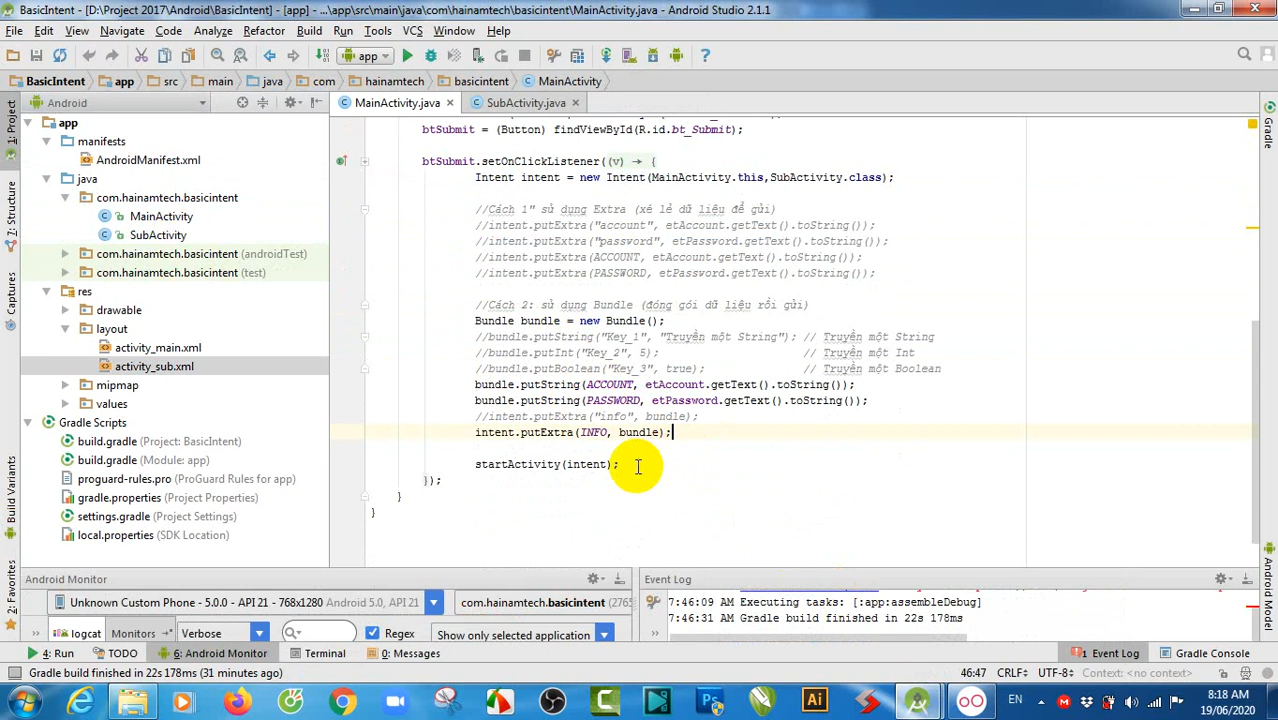 BasicIntent - [D:\Project 2017\Android\BasicIntent] - [app] - ...\app\src\main\java\com\hainamtech\basicintent\MainActivity.java - Android Studio 2.1.1
File Edit View Navigate Code Analyze Refactor Build Run Tools VCS Window Help
app
BasicIntent app src main java com hainamtech basicintent MainActivity
Android
MainActivity.java SubActivity.java
1: Project
7: Structure
Captures
Build Variants
2: Favorites
app
manifests
AndroidManifest.xml
java
com.hainamtech.basicintent
MainActivity
SubActivity
com.hainamtech.basicintent (androidTest)
com.hainamtech.basicintent (test)
res
drawable
layout
activity_main.xml
activity_sub.xml
mipmap
values
Gradle Scripts
build.gradle (Project: BasicIntent)
build.gradle (Module: app)
proguard-rules.pro (ProGuard Rules for app)
gradle.properties (Project Properties)
settings.gradle (Project Settings)
local.properties (SDK Location)
btSubmit = (Button) findViewById(R.id.bt_Submit);
btSubmit.setOnClickListener((v) → {
Intent intent = new Intent(MainActivity.this,SubActivity.class);
//Cách 1" sử dụng Extra (xé lẻ dữ liệu để gửi)
//intent.putExtra("account", etAccount.getText().toString());
//intent.putExtra("password", etPassword.getText().toString());
//intent.putExtra(ACCOUNT, etAccount.getText().toString());
//intent.putExtra(PASSWORD, etPassword.getText().toString());
//Cách 2: sử dụng Bundle (đóng gói dữ liệu rồi gửi)
Bundle bundle = new Bundle();
//bundle.putString("Key_1", "Truyền một String"); // Truyền một String
//bundle.putInt("Key_2", 5); // Truyền một Int
//bundle.putBoolean("Key_3", true); // Truyền một Boolean
bundle.putString(ACCOUNT, etAccount.getText().toString());
bundle.putString(PASSWORD, etPassword.getText().toString());
//intent.putExtra("info", bundle);
intent.putExtra(INFO, bundle);
startActivity(intent);
});
}
}
Gradle
Android Model
Android Monitor
Unknown Custom Phone - 5.0.0 - API 21 - 768x1280 Android 5.0, API 21
com.hainamtech.basicintent (2765
logcat Monitors Verbose Regex Show only selected application
Event Log
7:46:09 AM Executing tasks: [:app:assembleDebug]
7:46:31 AM Gradle build finished in 22s 178ms
4: Run TODO 6: Android Monitor Terminal 0: Messages 1 Event Log Gradle Console
Gradle build finished in 22s 178ms (31 minutes ago) 46:47 CRLF÷ UTF-8÷ Context: <no context>
EN
8:18 AM
19/06/2020